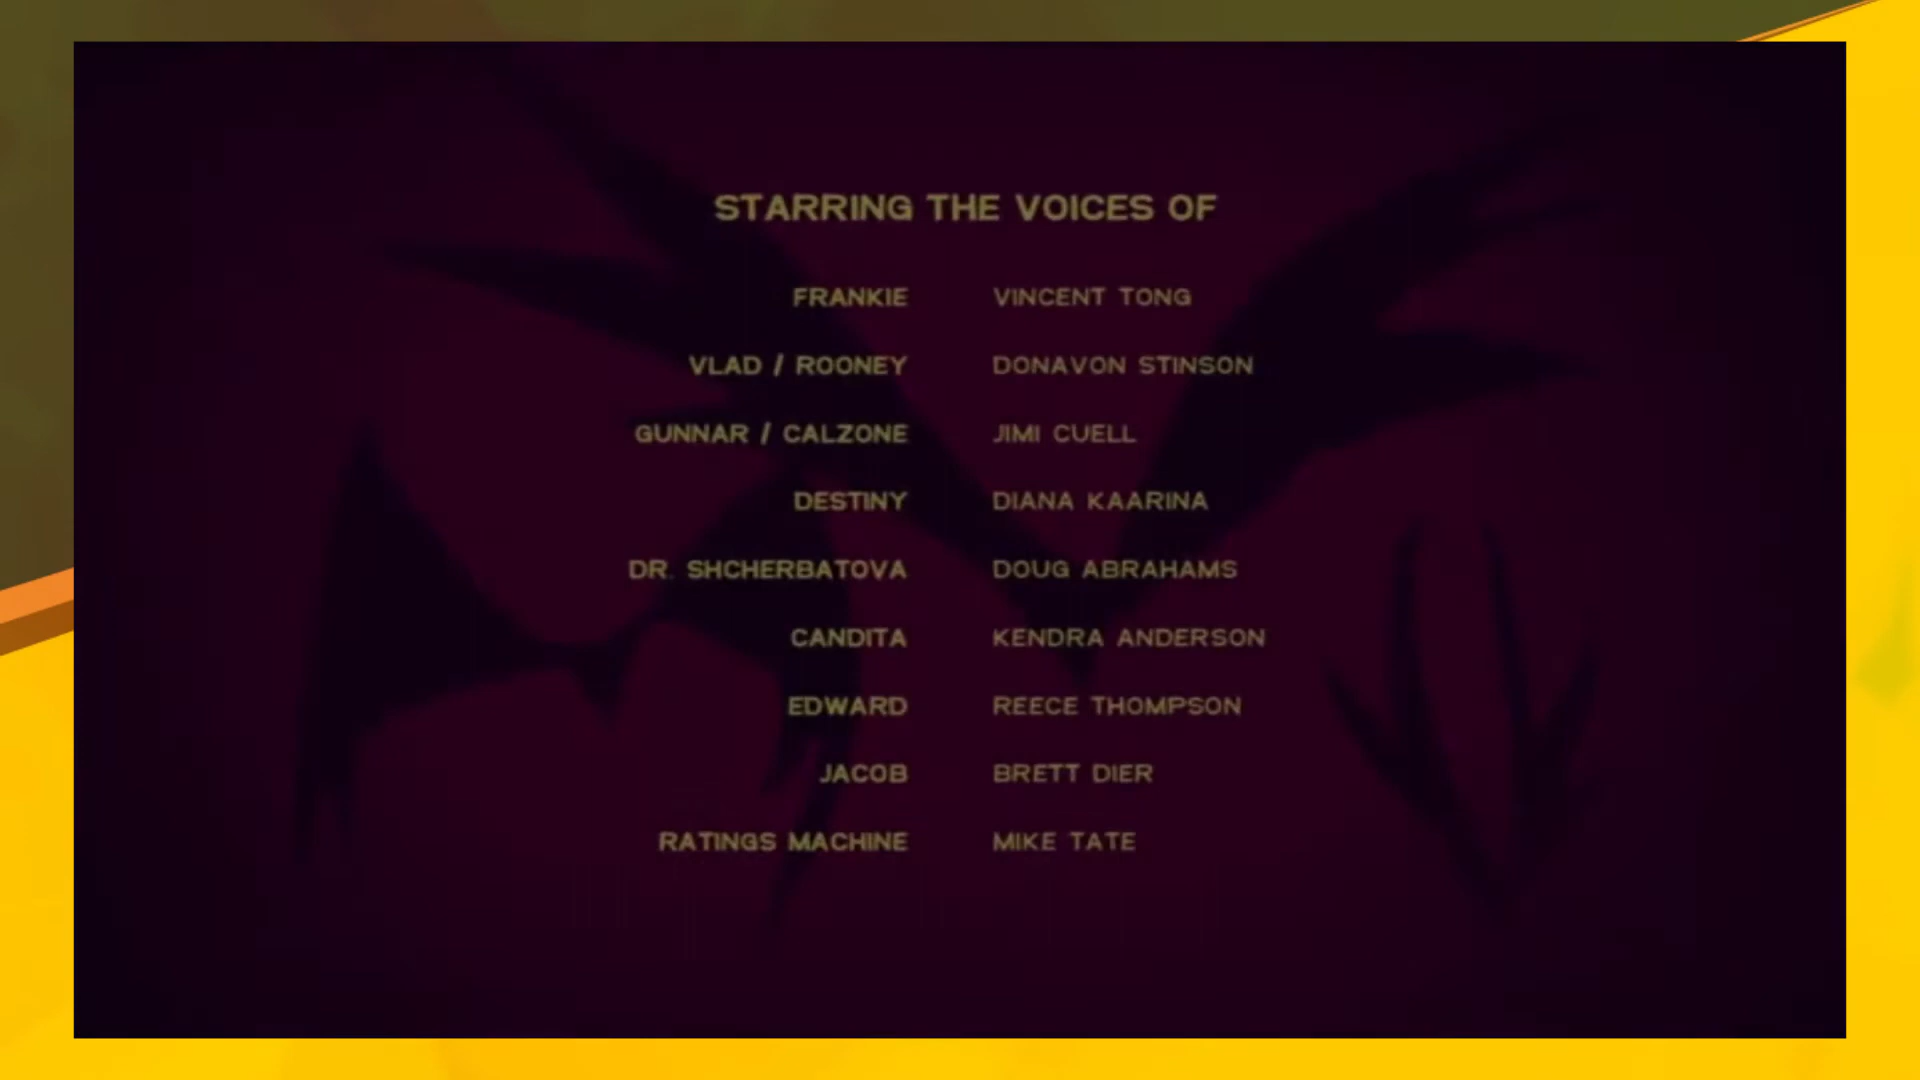 STARRING THE VOICES OF
FRANKIE VINCENT TONG
VLAD / ROONEY DONAVON STINSON
GUNNAR / CALZONE JIMI CUELL
DESTINY DIANA KAARINA
DR. SHCHERBATOVA DOUG ABRAHAMS
CANDITA KENDRA ANDERSON
EDWARD REECE THOMPSON
JACOB BRETT DIER
RATINGS MACHINE MIKE TATE